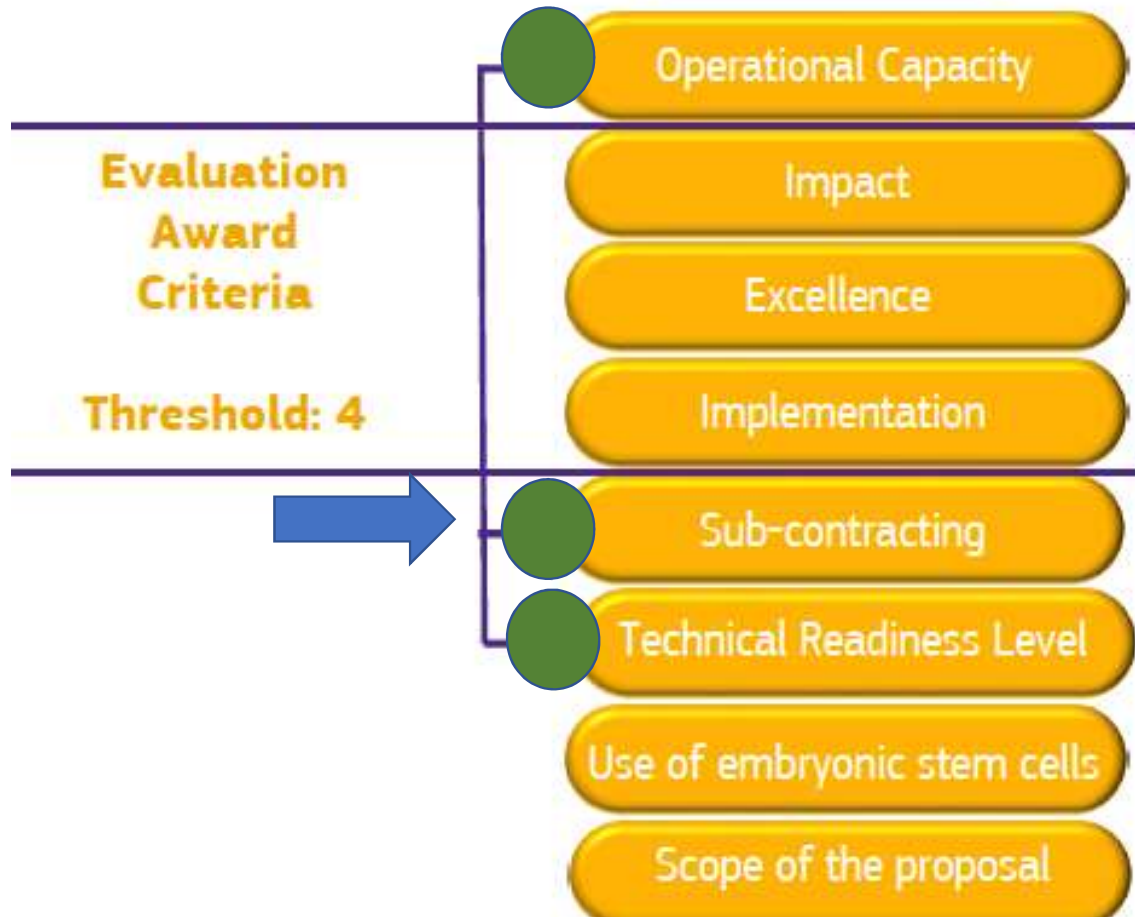 Operational Capacity
Evaluation
Award
Criteria
Threshold: 4
Impact
Excellence
Implementation
Sub-contracting
Technical Readiness Level
Use of embryonic stem cells
Scope of the proposal